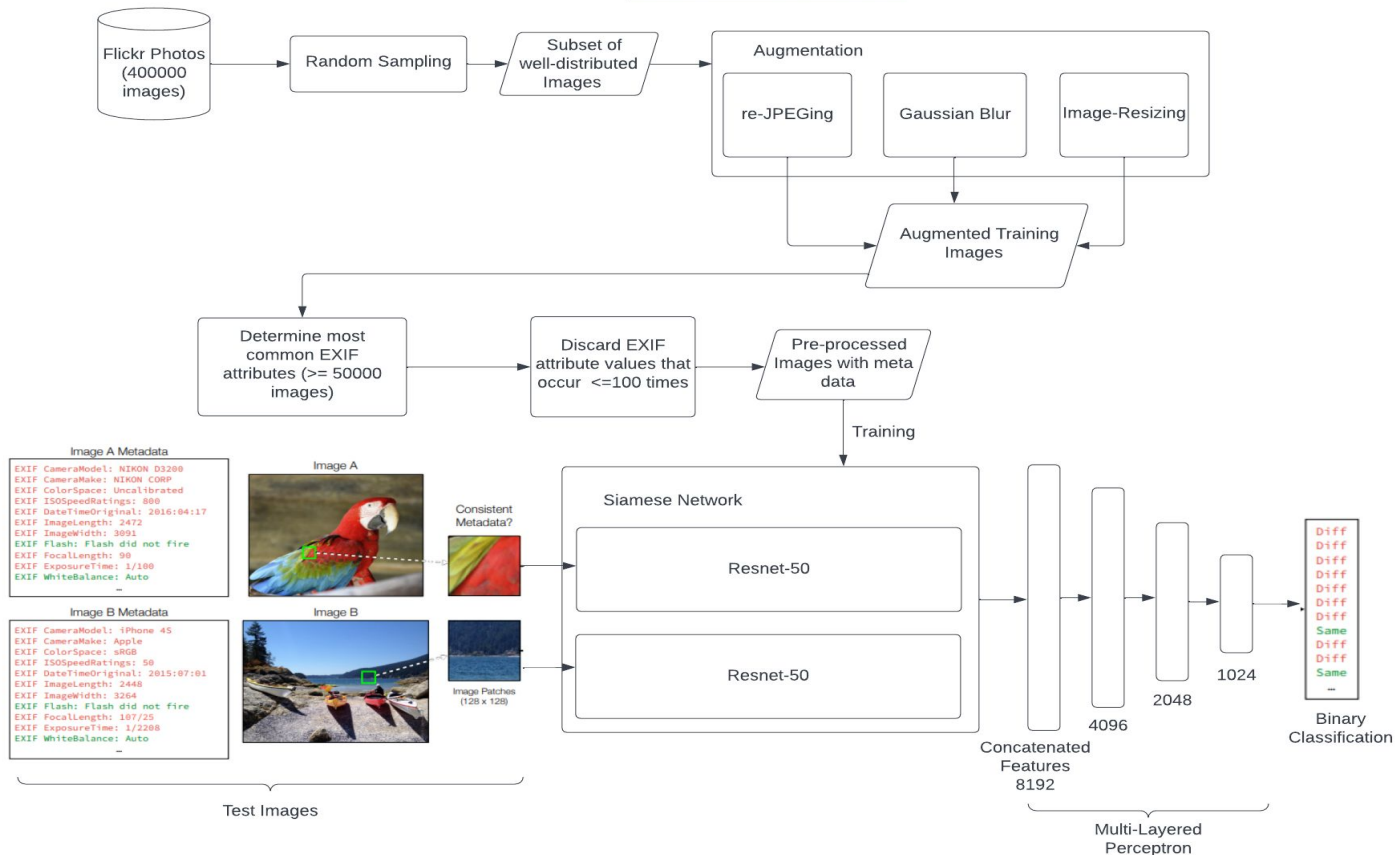 Flickr Photos
(400000
images)
Random Sampling
Subset of
well-distributed
Images
Augmentation
re-JPEGing
Gaussian Blur
Image-Resizing
Augmented Training
Images
Determine most
common EXIF
attributes (>= 50000
images)
Discard EXIF
attribute values that
occur <=100 times
Pre-processed
Images with meta
data
Training
Image A Metadata
EXIF CameraModel: NIKON D3200
EXIF CameraMake: NIKON CORP
EXIF ColorSpace: Uncalibrated
EXIF ISOSpeedRatings: 800
EXIF DateTimeOriginal: 2016:04:17
EXIF ImageLength: 2472
EXIF ImageWidth: 3091
EXIF Flash: Flash did not fire
EXIF FocalLength: 90
EXIF ExposureTime: 1/100
EXIF WhiteBalance: Auto
…
Image A
Consistent
Metadata?
Image B Metadata
EXIF CameraModel: iPhone 4S
EXIF CameraMake: Apple
EXIF ColorSpace: sRGB
EXIF ISOSpeedRatings: 50
EXIF DateTimeOriginal: 2015:07:01
EXIF ImageLength: 2448
EXIF ImageWidth: 3264
EXIF Flash: Flash did not fire
EXIF FocalLength: 107/25
EXIF ExposureTime: 1/2208
EXIF WhiteBalance: Auto
…
Image B
Image Patches
(128 x 128)
Test Images
Siamese Network
Resnet-50
Resnet-50
Concatenated
Features
8192
4096
2048
1024
Multi-Layered
Perceptron
Diff
Diff
Diff
Diff
Diff
Diff
Diff
Same
Diff
Diff
Same
…
Binary
Classification